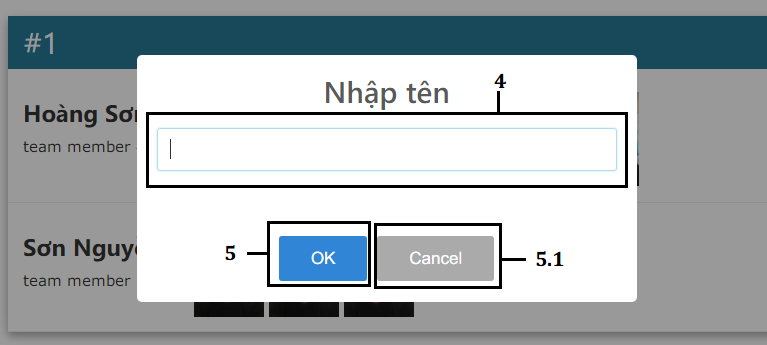 #1
Nhập tên
4
Hoàng Sơn
team member
5
OK
Cancel
5.1
Sơn Nguy
team member